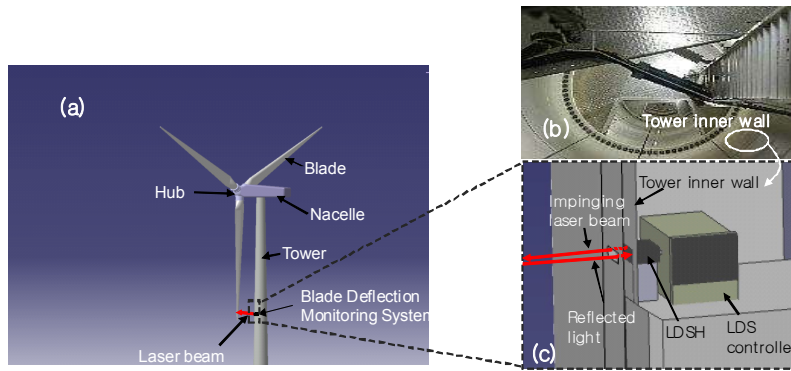 (a)
Blade
Hub
Nacelle
Tower
Blade Deflection
Monitoring System
Laser beam
(b)
Tower inner wall
Tower inner wall
Impinging
laser beam
Reflected
light
LDSH
LDS
controller
(c)